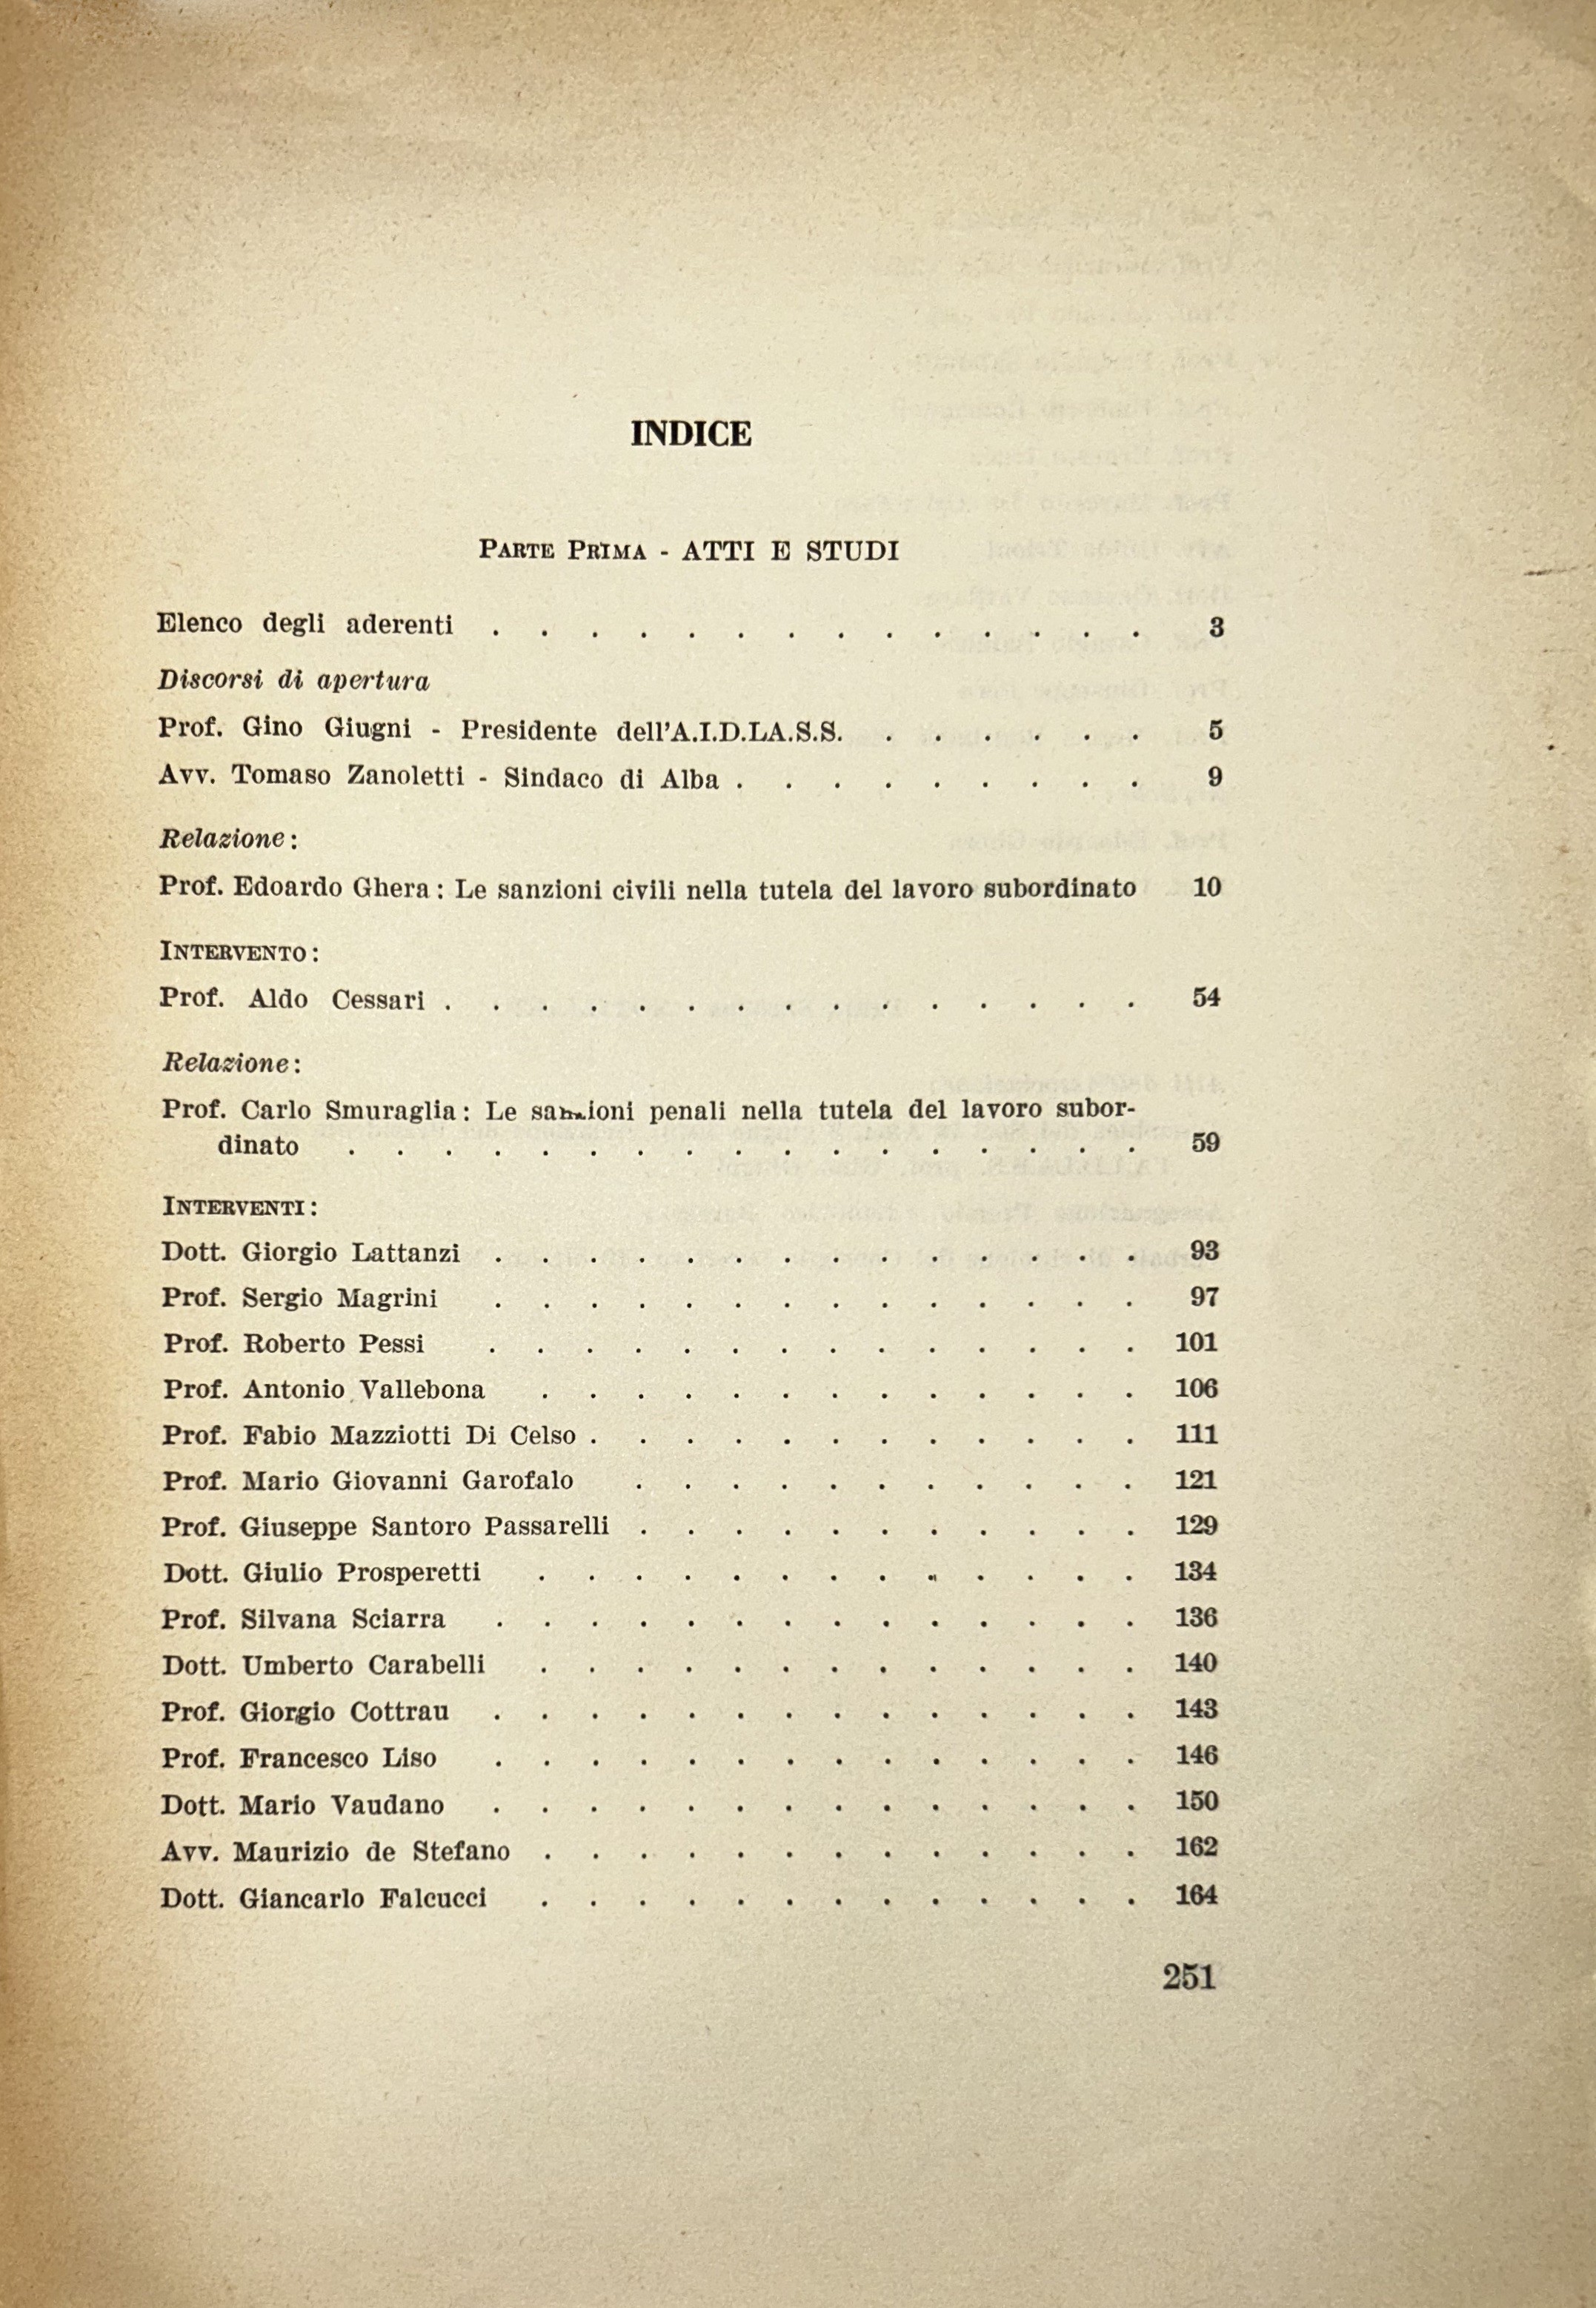 INDICE
PARTE PRIMA - ATTI E STUDI
Elenco degli aderenti . . . . . . . . . . . . . . 3
Discorsi di apertura
Prof. Gino Giugni - Presidente dell'A.I.D.LA.S.S. . . . . . . 5
Avv. Tomaso Zanoletti - Sindaco di Alba . . . . . . . . . 9
Relazione:
Prof. Edoardo Ghera: Le sanzioni civili nella tutela del lavoro subordinato 10
INTERVENTO:
Prof. Aldo Cessari . . . . . . . . . . . . . . . 54
Relazione:
Prof. Carlo Smuraglia: Le sanzioni penali nella tutela del lavoro subor-
dinato . . . . . . . . . . . . . . . . . 59
INTERVENTI:
Dott. Giorgio Lattanzi . . . . . . . . . . . . . . 93
Prof. Sergio Magrini . . . . . . . . . . . . . . 97
Prof. Roberto Pessi . . . . . . . . . . . . . . 101
Prof. Antonio Vallebona . . . . . . . . . . . . . 106
Prof. Fabio Mazziotti Di Celso . . . . . . . . . . . . 111
Prof. Mario Giovanni Garofalo . . . . . . . . . . . 121
Prof. Giuseppe Santoro Passarelli . . . . . . . . . . . 129
Dott. Giulio Prosperetti . . . . . . . . . . . . . 134
Prof. Silvana Sciarra . . . . . . . . . . . . . . 136
Dott. Umberto Carabelli . . . . . . . . . . . . . 140
Prof. Giorgio Cottrau . . . . . . . . . . . . . . 143
Prof. Francesco Liso . . . . . . . . . . . . . . 146
Dott. Mario Vaudano . . . . . . . . . . . . . . 150
Avv. Maurizio de Stefano . . . . . . . . . . . . . 162
Dott. Giancarlo Falcucci . . . . . . . . . . . . . 164
251